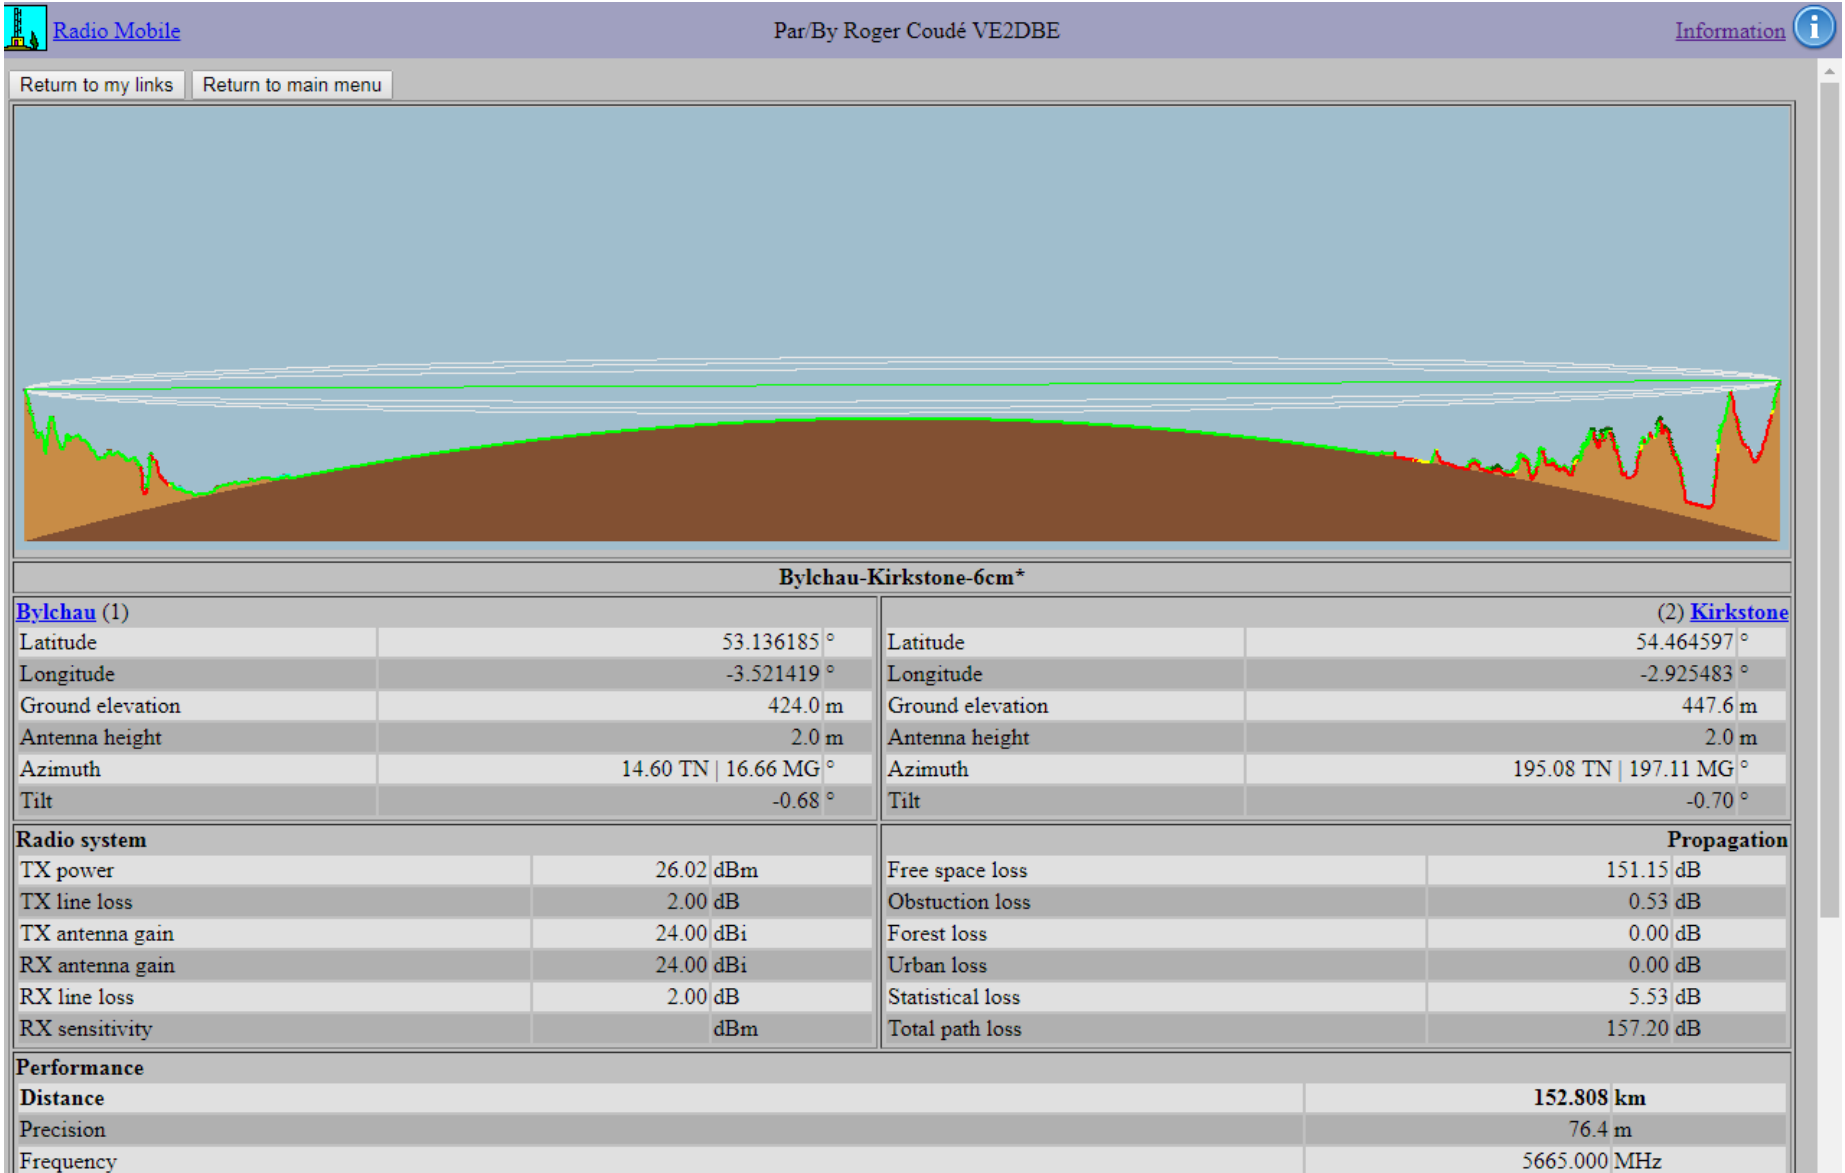 Radio Mobile Par/By Roger Coudé VE2DBE Information
Return to my links Return to main menu
Bylchau-Kirkstone-6cm*
Bylchau (1) (2) Kirkstone
Latitude 53.136185 ° Latitude 54.464597 °
Longitude -3.521419 ° Longitude -2.925483 °
Ground elevation 424.0 m Ground elevation 447.6 m
Antenna height 2.0 m Antenna height 2.0 m
Azimuth 14.60 TN | 16.66 MG ° Azimuth 195.08 TN | 197.11 MG °
Tilt -0.68 ° Tilt -0.70 °
Radio system Propagation
TX power 26.02 dBm Free space loss 151.15 dB
TX line loss 2.00 dB Obstuction loss 0.53 dB
TX antenna gain 24.00 dBi Forest loss 0.00 dB
RX antenna gain 24.00 dBi Urban loss 0.00 dB
RX line loss 2.00 dB Statistical loss 5.53 dB
RX sensitivity dBm Total path loss 157.20 dB
Performance
Distance 152.808 km
Precision 76.4 m
Frequency 5665.000 MHz